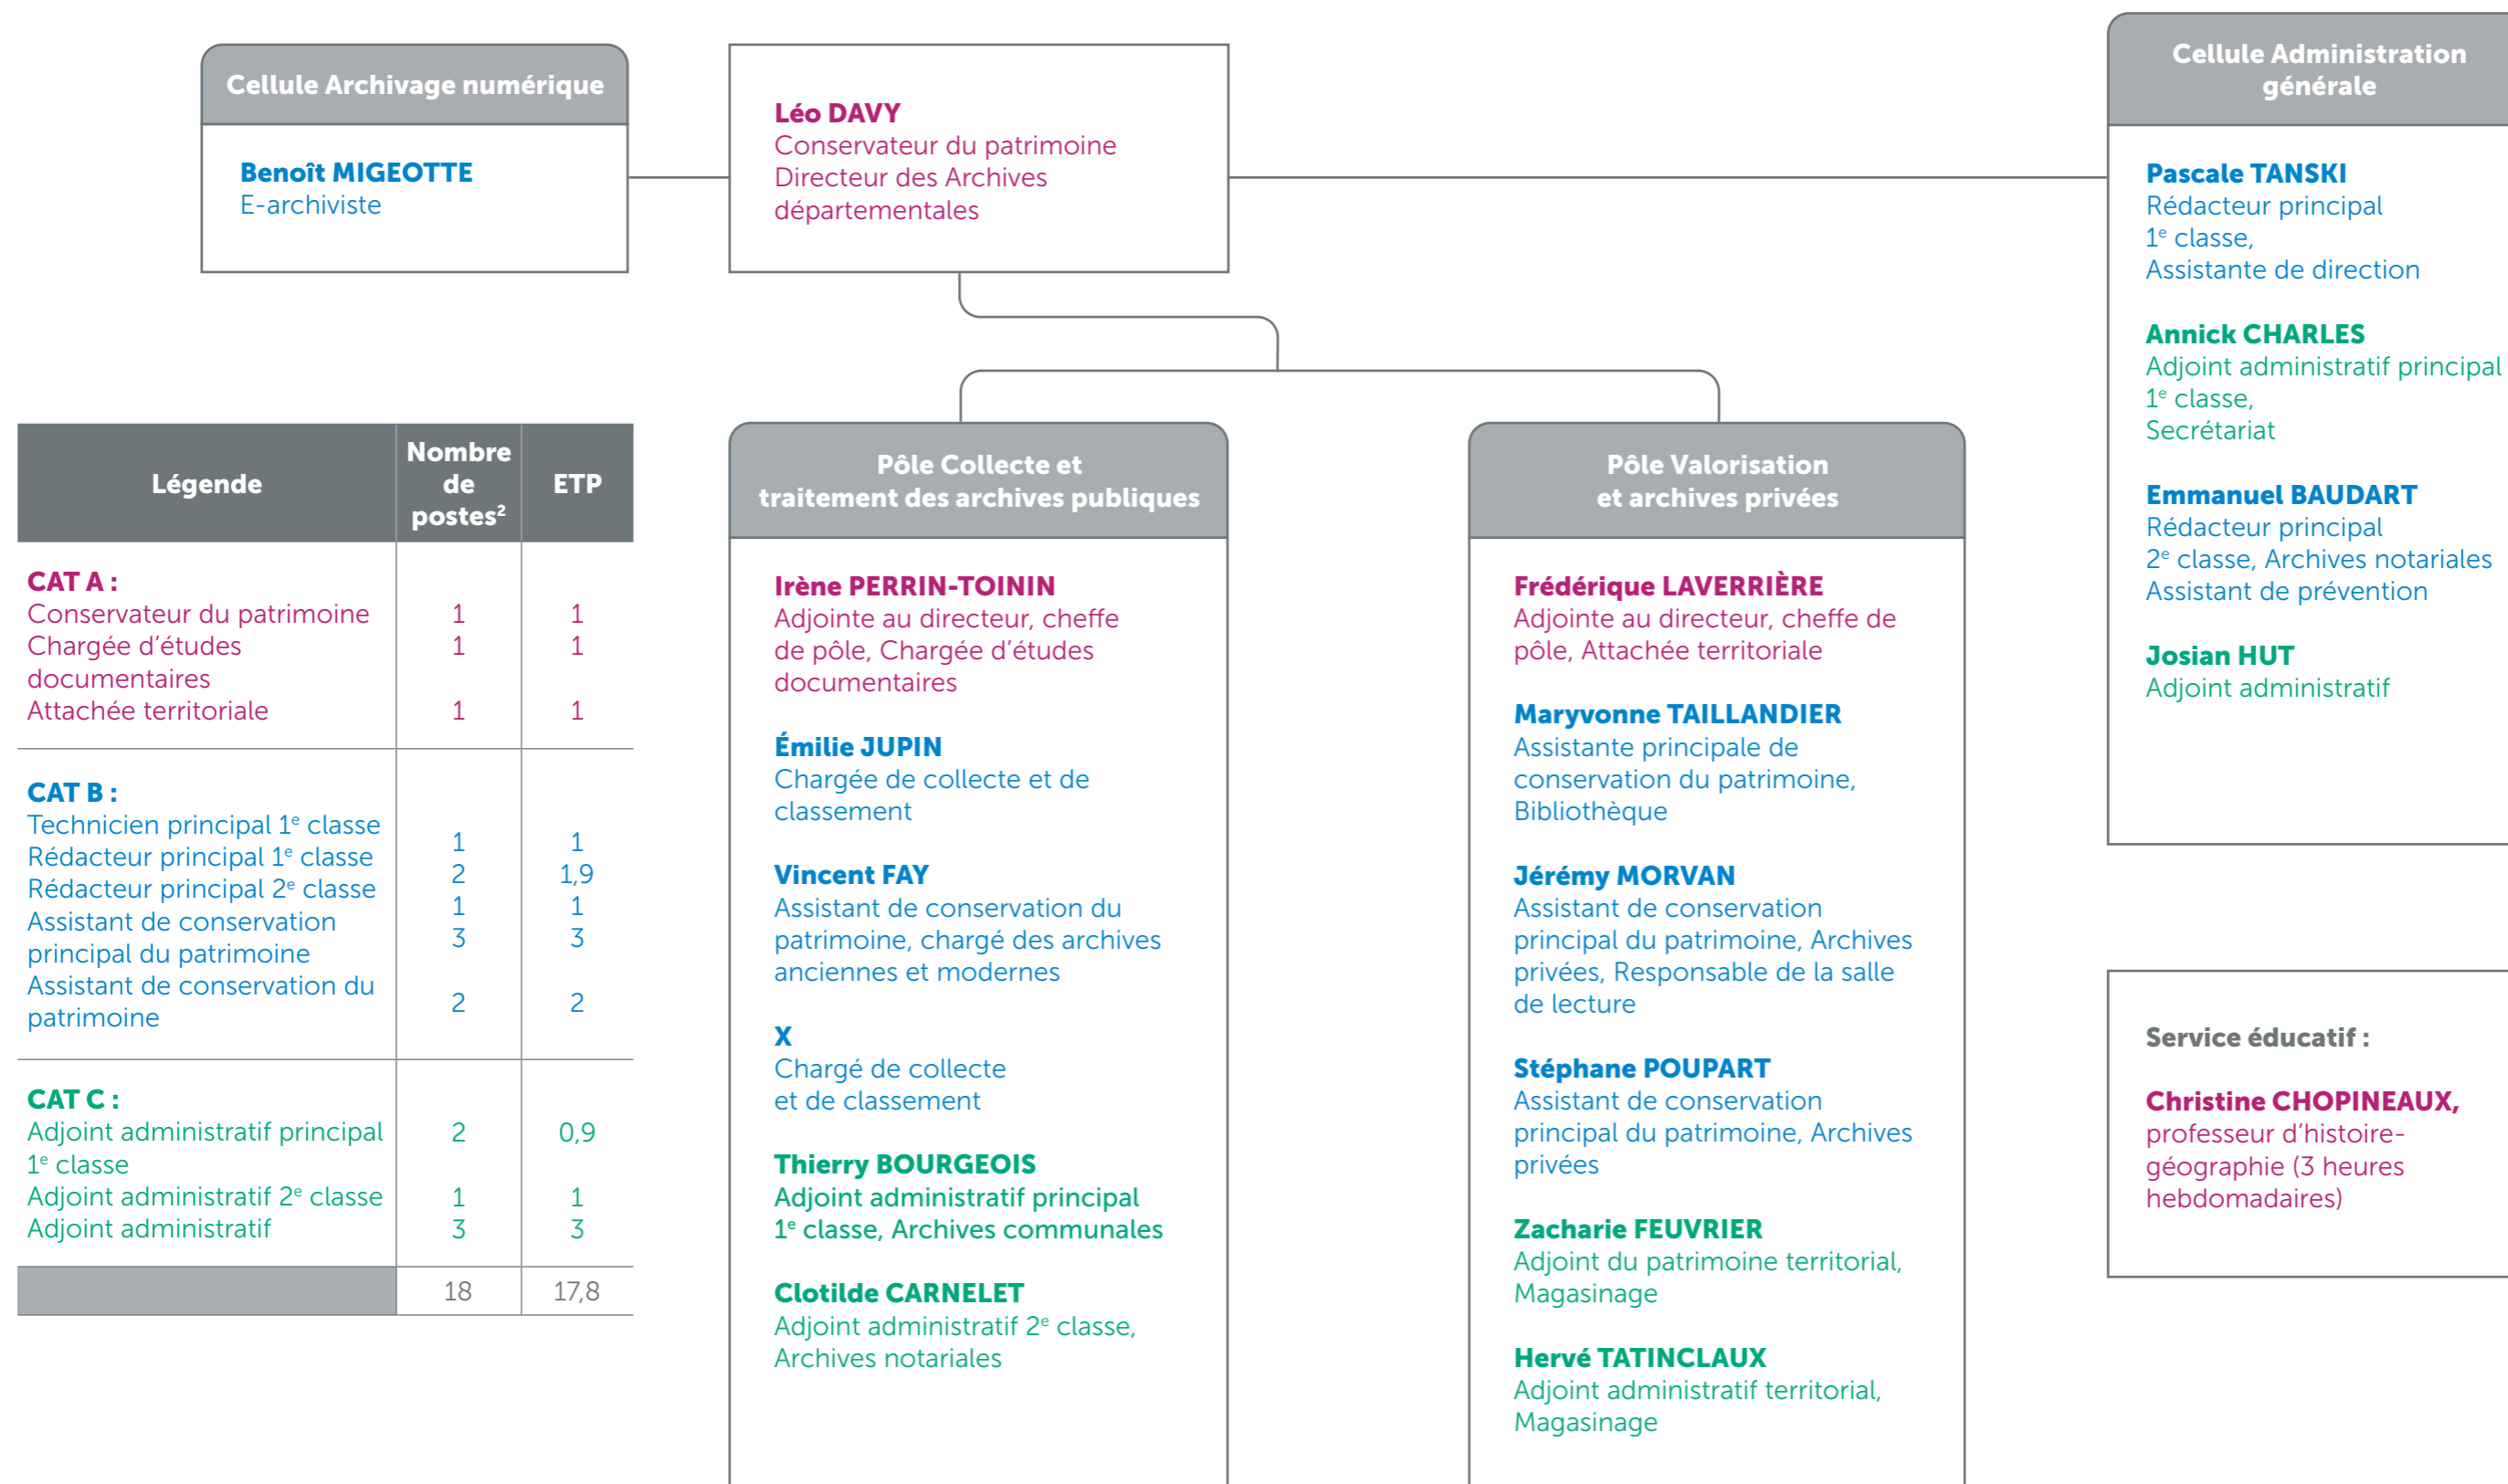 Cellule Archivage numérique
Benoît MIGEOTTE
E-archiviste
Léo DAVY
Conservateur du patrimoine
Directeur des Archives
départementales
Cellule Administration
générale
Pascale TANSKI
Rédacteur principal
1e classe,
Assistante de direction
Annick CHARLES
Adjoint administratif principal
1e classe,
Secrétariat
Emmanuel BAUDART
Rédacteur principal
2e classe, Archives notariales
Assistant de prévention
Josian HUT
Adjoint administratif
Légende
Nombre
de
postes2
ETP
CAT A :
Conservateur du patrimoine 1 1
Chargée d'études 1 1
documentaires
Attachée territoriale 1 1
CAT B :
Technicien principal 1e classe 1 1
Rédacteur principal 1e classe 2 1,9
Rédacteur principal 2e classe 1 1
Assistant de conservation 3 3
principal du patrimoine
Assistant de conservation du 2 2
patrimoine
CAT C :
Adjoint administratif principal 2 0,9
1e classe
Adjoint administratif 2e classe 1 1
Adjoint administratif 3 3
18 17,8
Pôle Collecte et
traitement des archives publiques
Irène PERRIN-TOININ
Adjointe au directeur, cheffe
de pôle, Chargée d'études
documentaires
Émilie JUPIN
Chargée de collecte et de
classement
Vincent FAY
Assistant de conservation du
patrimoine, chargé des archives
anciennes et modernes
X
Chargé de collecte
et de classement
Thierry BOURGEOIS
Adjoint administratif principal
1e classe, Archives communales
Clotilde CARNELET
Adjoint administratif 2e classe,
Archives notariales
Pôle Valorisation
et archives privées
Frédérique LAVERRIÈRE
Adjointe au directeur, cheffe de
pôle, Attachée territoriale
Maryvonne TAILLANDIER
Assistante principale de
conservation du patrimoine,
Bibliothèque
Jérémy MORVAN
Assistant de conservation
principal du patrimoine, Archives
privées, Responsable de la salle
de lecture
Stéphane POUPART
Assistant de conservation
principal du patrimoine, Archives
privées
Zacharie FEUVRIER
Adjoint du patrimoine territorial,
Magasinage
Hervé TATINCLAUX
Adjoint administratif territorial,
Magasinage
Service éducatif :
Christine CHOPINEAUX,
professeur d'histoire-
géographie (3 heures
hebdomadaires)